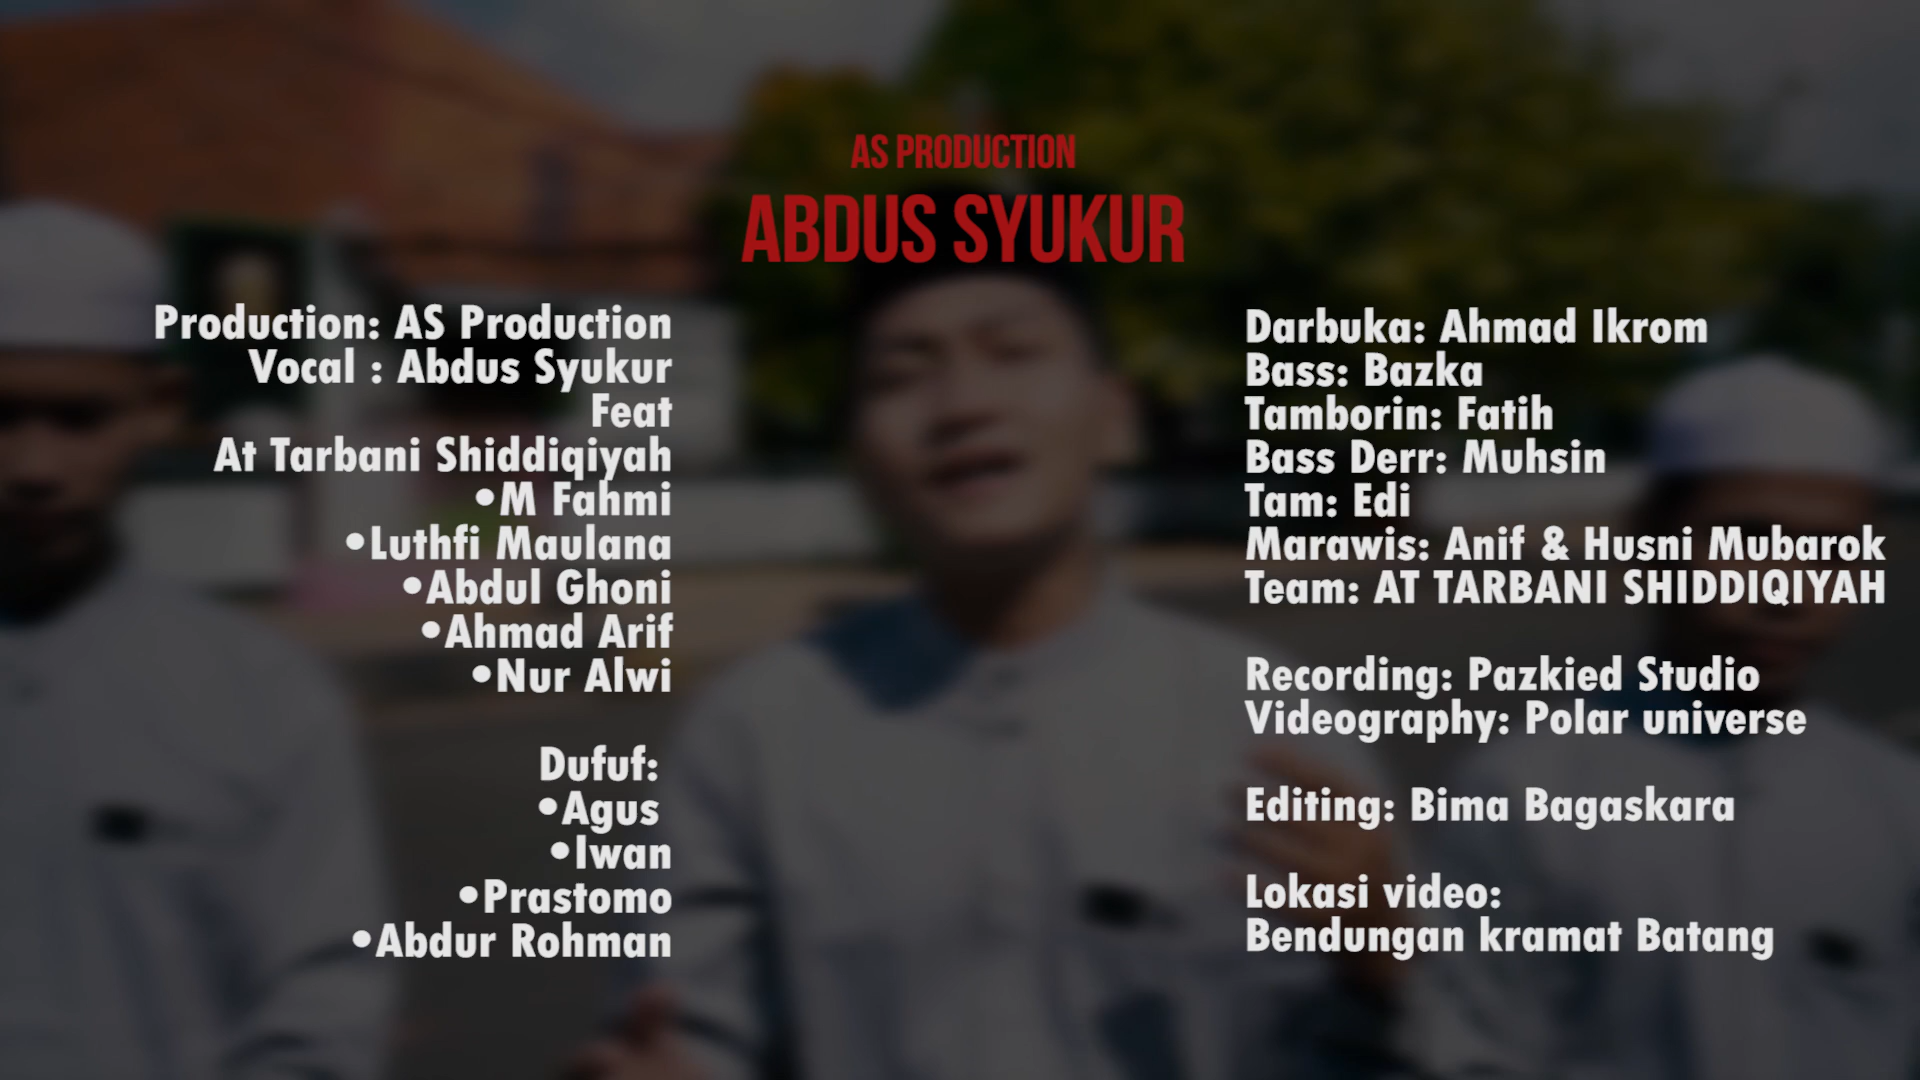 AS PRODUCTION
ABDUS SYUKUR
Production: AS Production
Vocal : Abdus Syukur
Feat
At Tarbani Shiddiqiyah
•M Fahmi
•Luthfi Maulana
•Abdul Ghoni
•Ahmad Arif
•Nur Alwi
Dufuf:
•Agus
•Iwan
•Prastomo
•Abdur Rohman
Darbuka: Ahmad Ikrom
Bass: Bazka
Tamborin: Fatih
Bass Derr: Muhsin
Tam: Edi
Marawis: Anif & Husni Mubarok
Team: AT TARBANI SHIDDIQIYAH
Recording: Pazkied Studio
Videography: Polar universe
Editing: Bima Bagaskara
Lokasi video:
Bendungan kramat Batang